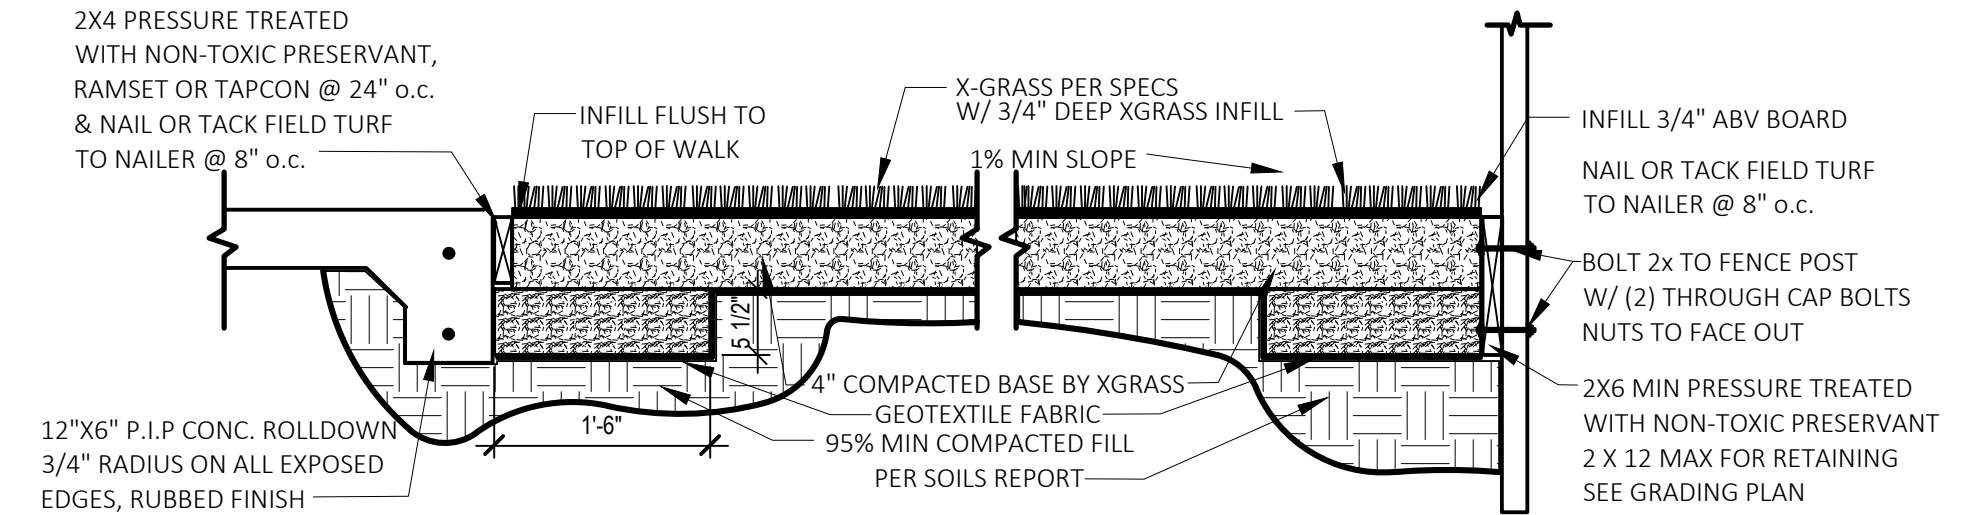 2X4 PRESSURE TREATED
WITH NON-TOXIC PRESERVANT,
RAMSET OR TAPCON @ 24" o.c.
& NAIL OR TACK FIELD TURF
TO NAILER @ 8" o.c.
INFILL FLUSH TO
TOP OF WALK
X-GRASS PER SPECS
W/ 3/4" DEEP XGRASS INFILL
1% MIN SLOPE
INFILL 3/4" ABV BOARD
NAIL OR TACK FIELD TURF
TO NAILER @ 8" o.c.
BOLT 2x TO FENCE POST
W/ (2) THROUGH CAP BOLTS
NUTS TO FACE OUT
5 1/2"
4" COMPACTED BASE BY XGRASS
GEOTEXTILE FABRIC
1'-6"
95% MIN COMPACTED FILL
PER SOILS REPORT
12"X6" P.I.P CONC. ROLLDOWN
3/4" RADIUS ON ALL EXPOSED
EDGES, RUBBED FINISH
2X6 MIN PRESSURE TREATED
WITH NON-TOXIC PRESERVANT
2 X 12 MAX FOR RETAINING
SEE GRADING PLAN